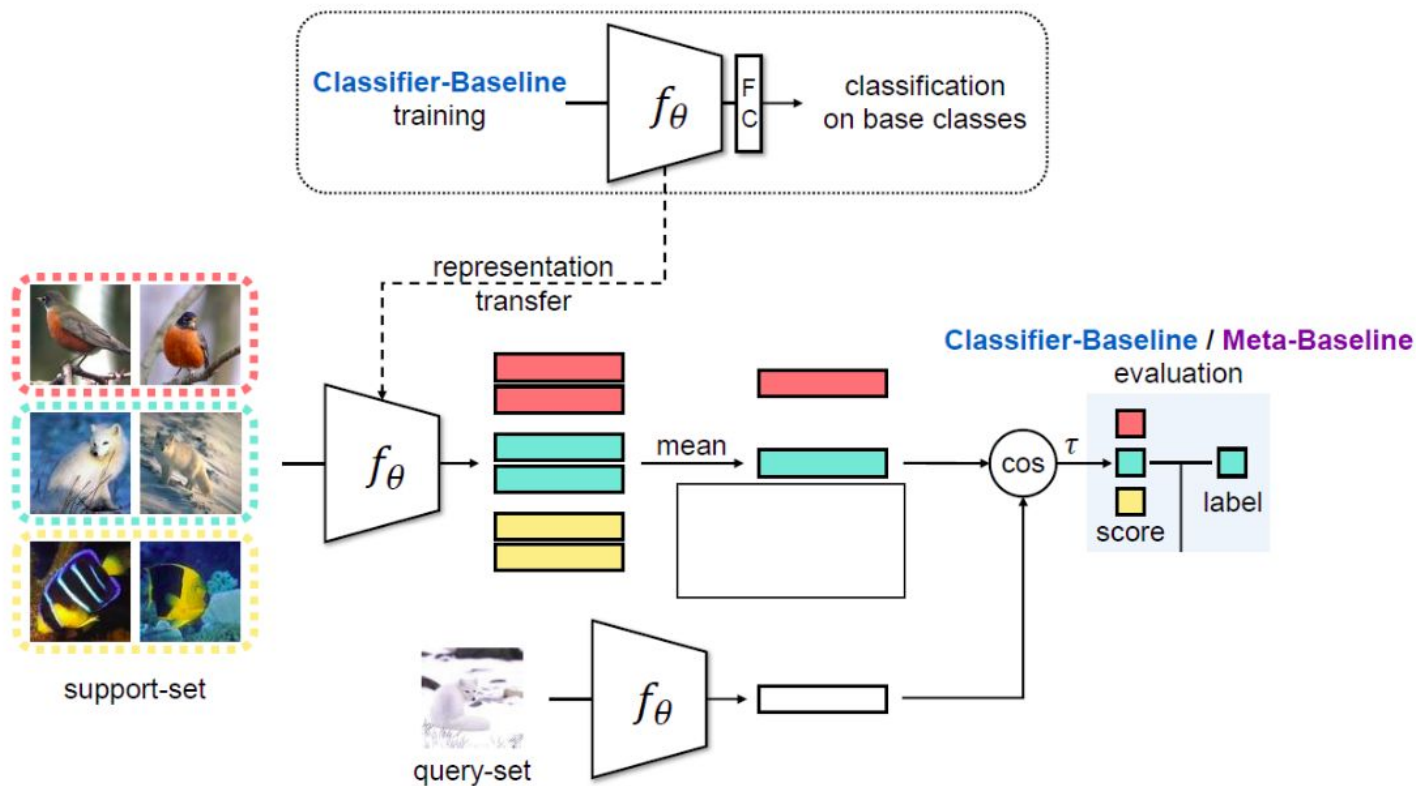 Classifier-Baseline
training
f_θ
F
C
classification
on base classes
representation
transfer
Classifier-Baseline / Meta-Baseline
evaluation
f_θ
mean
cos
τ
score
label
support-set
f_θ
query-set